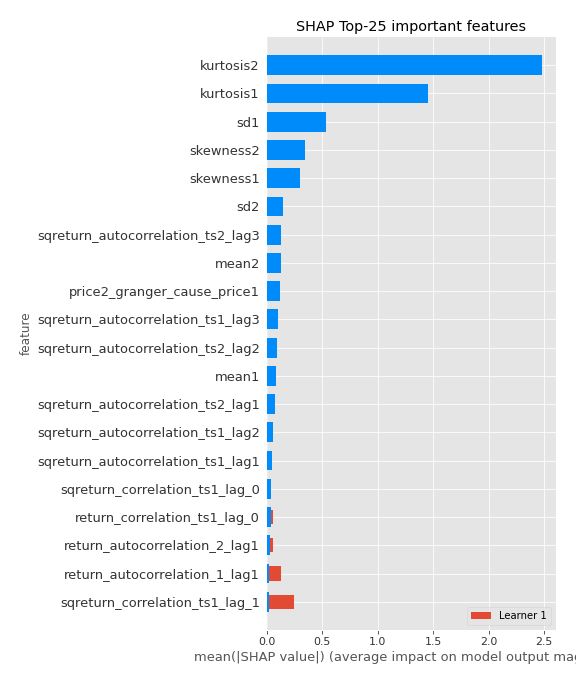 SHAP Top-25 important features
kurtosis2
kurtosis1
sd1
skewness2
skewness1
sd2
sqreturn_autocorrelation_ts2_lag3
mean2
price2_granger_cause_price1
sqreturn_autocorrelation_ts1_lag3
sqreturn_autocorrelation_ts2_lag2
mean1
sqreturn_autocorrelation_ts2_lag1
sqreturn_autocorrelation_ts1_lag2
sqreturn_autocorrelation_ts1_lag1
sqreturn_correlation_ts1_lag_0
return_correlation_ts1_lag_0
return_autocorrelation_2_lag1
return_autocorrelation_1_lag1
sqreturn_correlation_ts1_lag_1
feature
Learner 1
0.0 0.5 1.0 1.5 2.0 2.5
mean(|SHAP value|) (average impact on model output mag